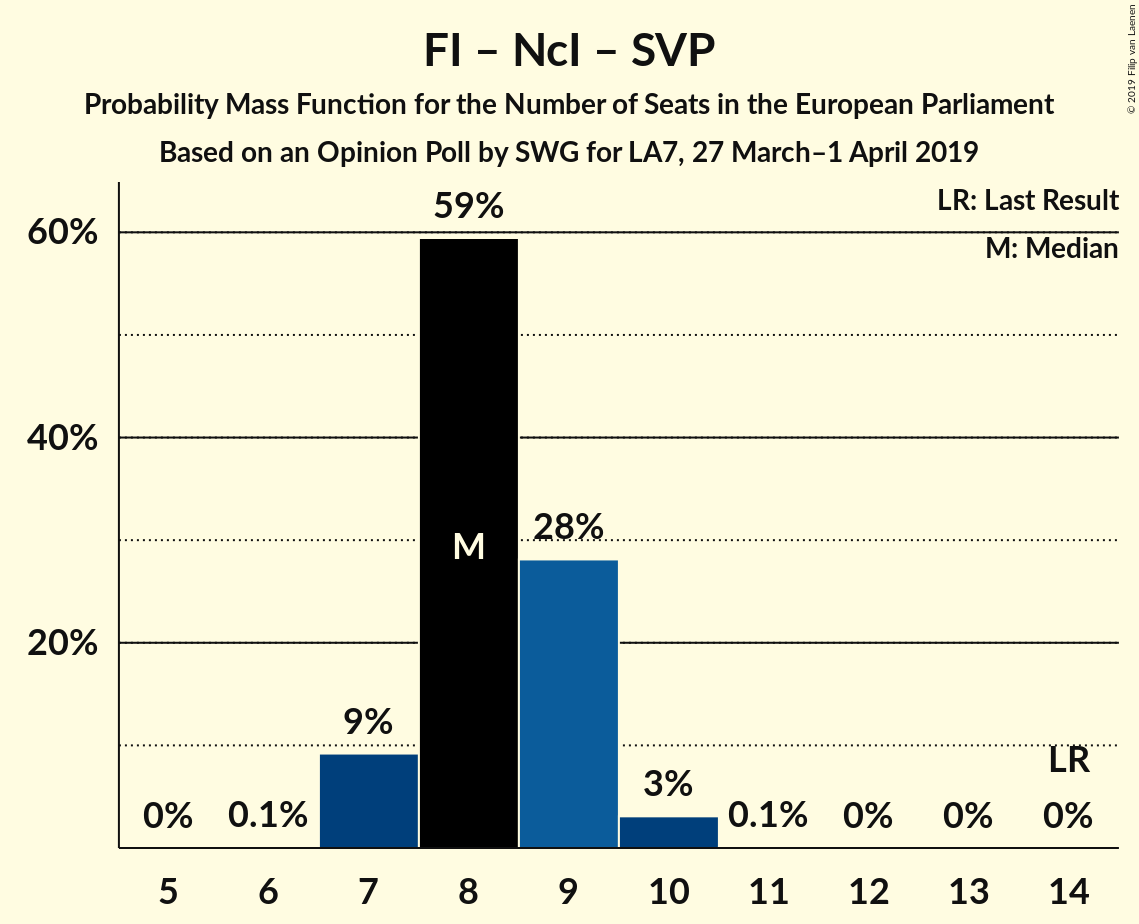 FI – NcI – SVP
Probability Mass Function for the Number of Seats in the European Parliament
Based on an Opinion Poll by SWG for LA7, 27 March–1 April 2019
© 2019 Filip van Laenen
LR: Last Result
M: Median
60%
40%
20%
0%
0.1%
9%
59%
M
28%
3%
0.1%
0%
0%
LR
0%
5 6 7 8 9 10 11 12 13 14